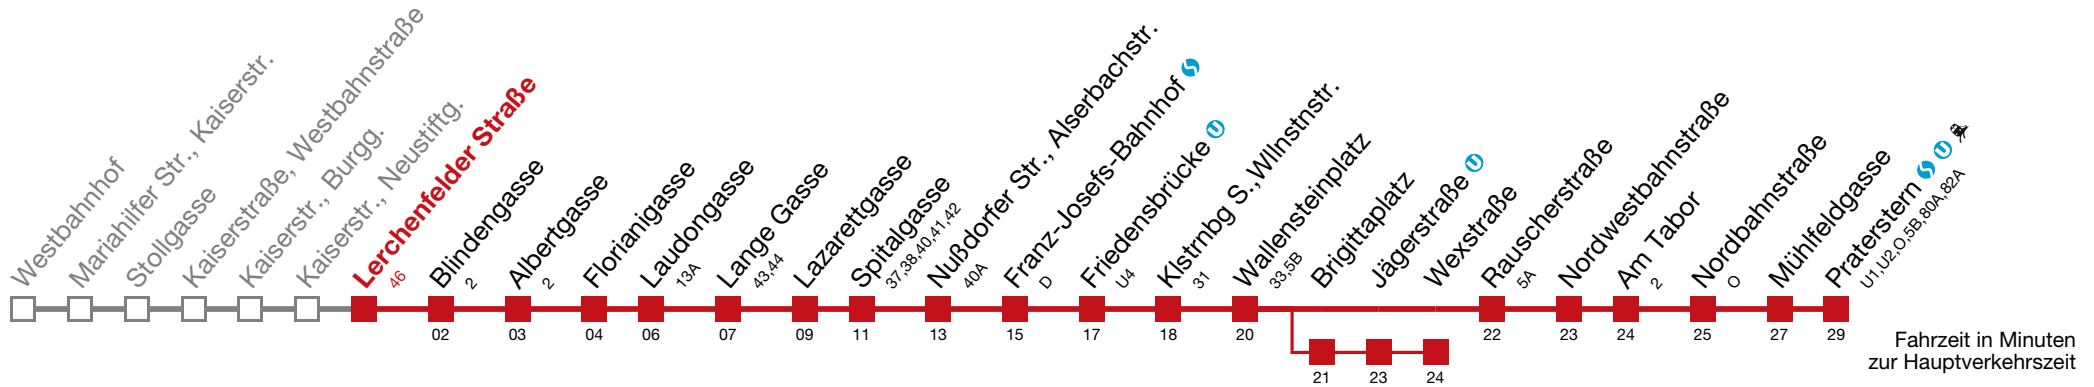 Westbahnhof
Mariahilfer Str., Kaiserstr.
Stollgasse
Kaiserstraße, Westbahnstraße
Kaiserstr., Burgg.
Kaiserstr., Neustiftg.
Lerchenfelder Straße
46
Blindengasse
2
Albertgasse
2
Florianigasse
Laudongasse
13A
Lange Gasse
43,44
Lazarettgasse
Spitalgasse
37,38,40,41,42
Nußdorfer Str., Alserbachstr.
40A
Franz-Josefs-Bahnhof S
D
Friedensbrücke U
U4
Klstrnbg S.,Wllnstnstr.
31
Wallensteinplatz
33,5B
Brigittaplatz
Jägerstraße U
Wexstraße
Rauscherstraße
5A
Nordwestbahnstraße
Am Tabor
2
Nordbahnstraße
O
Mühlfeldgasse
Praterstern S U
U1,U2,O,5B,80A,82A
02 03 04 06 07 09 11 13 15 17 18 20 22 23 24 25 27 29
21 23 24
Fahrzeit in Minuten
zur Hauptverkehrszeit